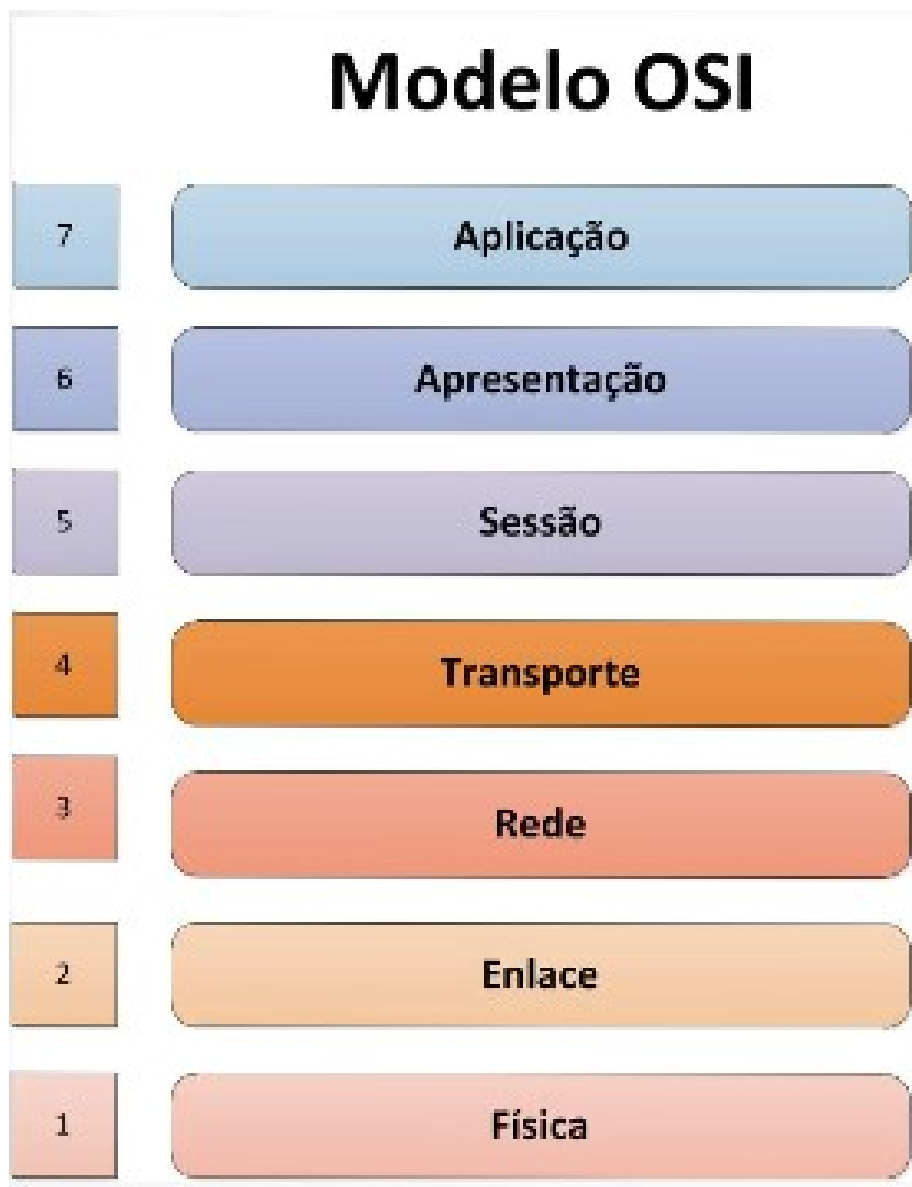 Modelo OSI
7 Aplicação
6 Apresentação
5 Sessão
4 Transporte
3 Rede
2 Enlace
1 Física